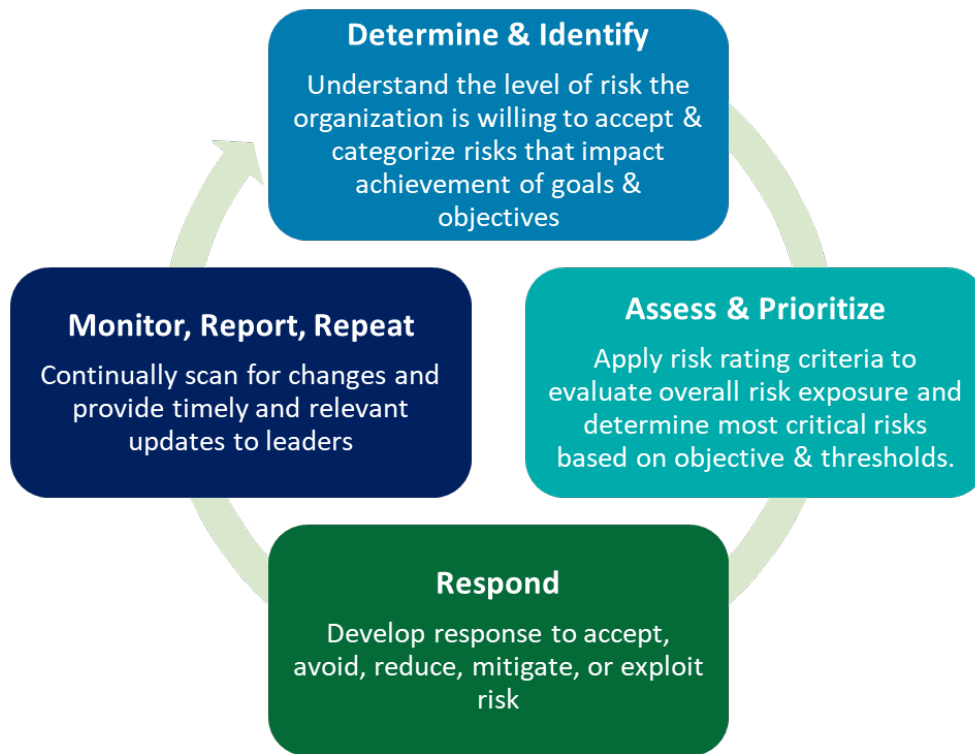 Determine & Identify
Understand the level of risk the
organization is willing to accept &
categorize risks that impact
achievement of goals &
objectives
Assess & Prioritize
Apply risk rating criteria to
evaluate overall risk exposure and
determine most critical risks
based on objective & thresholds.
Respond
Develop response to accept,
avoid, reduce, mitigate, or exploit
risk
Monitor, Report, Repeat
Continually scan for changes and
provide timely and relevant
updates to leaders